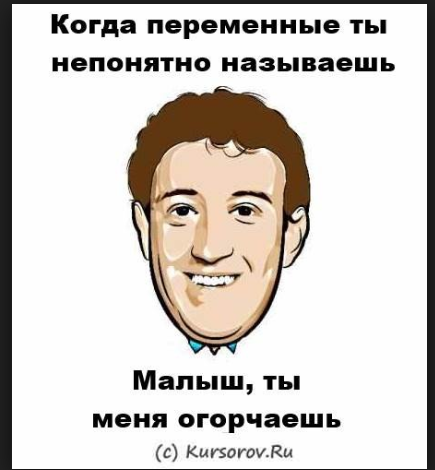 Когда переменные ты
непонятно называешь
Малыш, ты
меня огорчаешь
(c) Kursorov.Ru